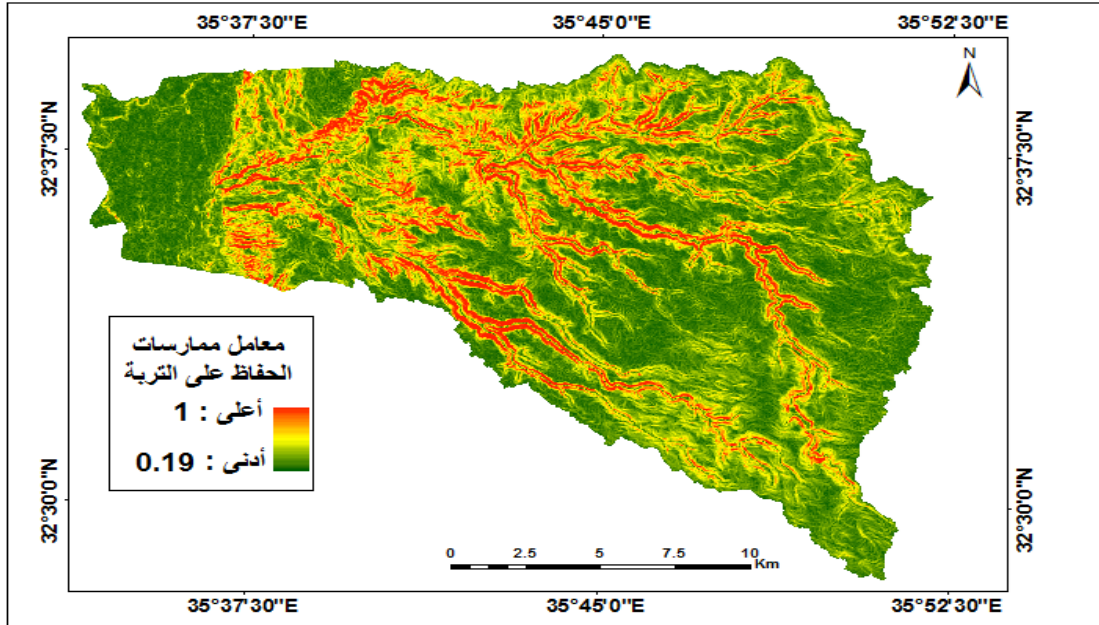 35°37'30"E 35°45'0"E 35°52'30"E
N
32°37'30"N 32°37'30"N
معامل ممارسات
الحفاظ على التربة
أعلى : 1
أدنى : 0.19
32°30'0"N 32°30'0"N
0 2.5 5 7.5 10
Km
35°37'30"E 35°45'0"E 35°52'30"E